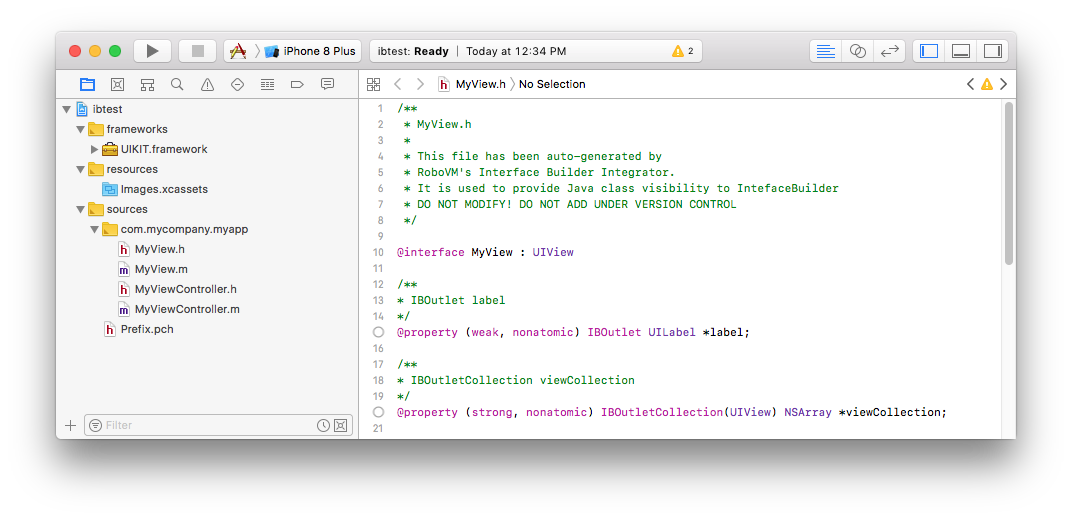 iPhone 8 Plus
ibtest: Ready | Today at 12:34 PM
2
MyView.h
No Selection
ibtest
frameworks
UIKIT.framework
resources
Images.xcassets
sources
com.mycompany.myapp
h MyView.h
m MyView.m
h MyViewController.h
m MyViewController.m
h Prefix.pch
Filter
1 /**
2 * MyView.h
3 *
4 * This file has been auto-generated by
5 * RoboVM's Interface Builder Integrator.
6 * It is used to provide Java class visibility to IntefaceBuilder
7 * DO NOT MODIFY! DO NOT ADD UNDER VERSION CONTROL
8 */
9
10 @interface MyView : UIView
11
12 /**
13 * IBOutlet label
14 */
@property (weak, nonatomic) IBOutlet UILabel *label;
16
17 /**
18 * IBOutletCollection viewCollection
19 */
@property (strong, nonatomic) IBOutletCollection(UIView) NSArray *viewCollection;
21